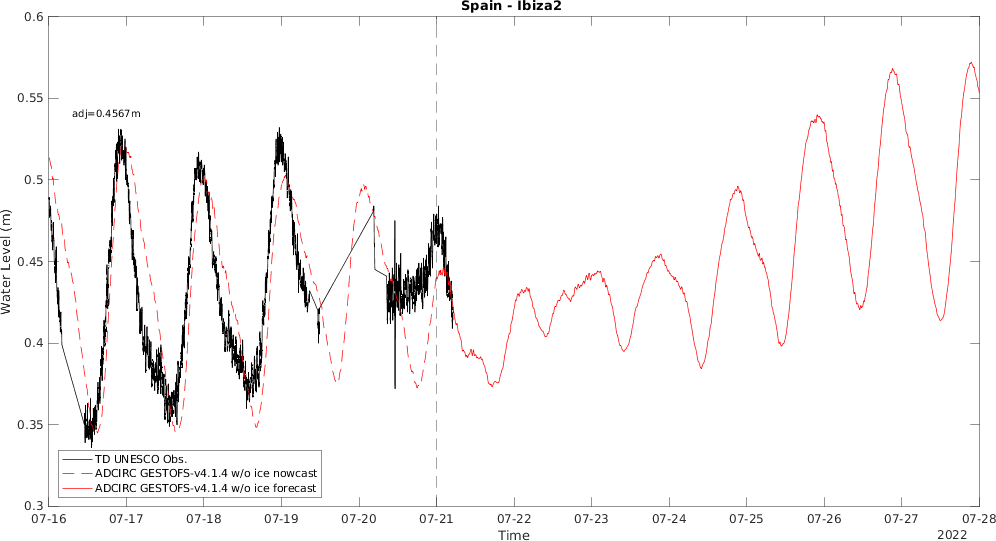 Spain - Ibiza2
0.6
0.55
0.5
0.45
0.4
0.35
0.3
Water Level (m)
adj=0.4567m
TD UNESCO Obs.
ADCIRC GESTOFS-v4.1.4 w/o ice nowcast
ADCIRC GESTOFS-v4.1.4 w/o ice forecast
07-16 07-17 07-18 07-19 07-20 07-21 07-22 07-23 07-24 07-25 07-26 07-27 07-28
Time
2022